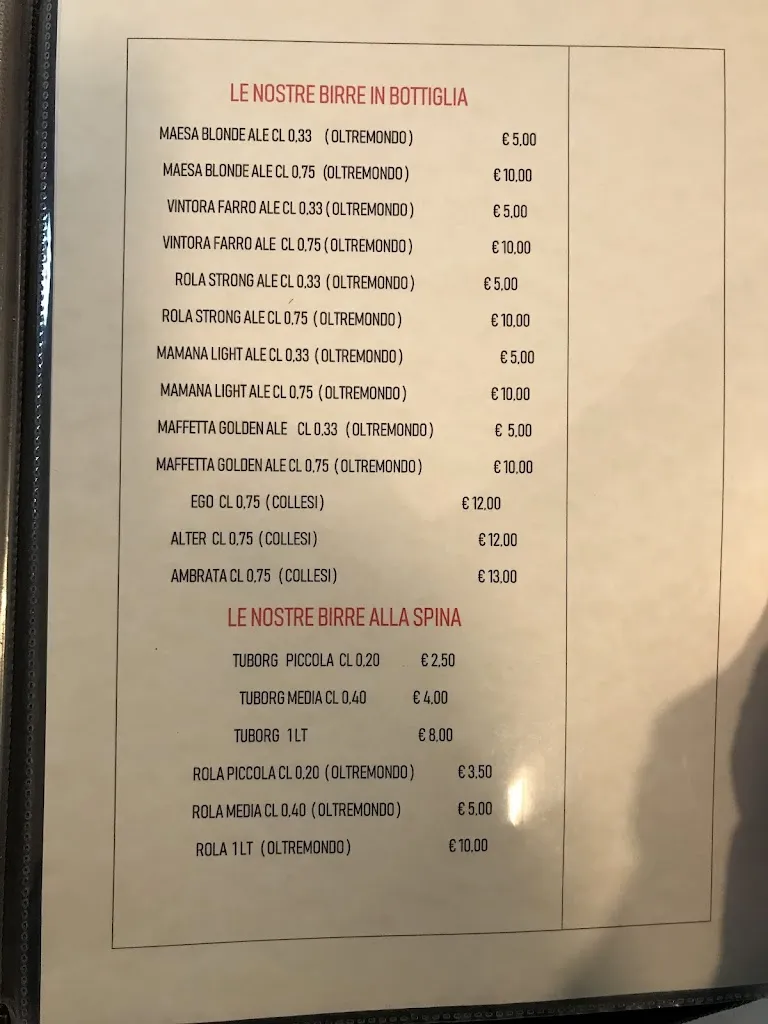 LE NOSTRE BIRRE IN BOTTIGLIA
MAESA BLONDE ALE CL 0,33 (OLTREMONDO) € 5,00
MAESA BLONDE ALE CL 0,75 (OLTREMONDO) € 10,00
VINTORA FARRO ALE CL 0,33 (OLTREMONDO) € 5,00
VINTORA FARRO ALE CL 0,75 (OLTREMONDO) € 10,00
ROLA STRONG ALE CL 0,33 (OLTREMONDO) € 5,00
ROLA STRONG ALE CL 0,75 (OLTREMONDO) € 10,00
MAMANA LIGHT ALE CL 0,33 (OLTREMONDO) € 5,00
MAMANA LIGHT ALE CL 0,75 (OLTREMONDO) € 10,00
MAFFETTA GOLDEN ALE CL 0,33 (OLTREMONDO) € 5,00
MAFFETTA GOLDEN ALE CL 0,75 (OLTREMONDO) € 10,00
EGO CL 0,75 (COLLESI) € 12,00
ALTER CL 0,75 (COLLESI) € 12,00
AMBRATA CL 0,75 (COLLESI) € 13,00
LE NOSTRE BIRRE ALLA SPINA
TUBORG PICCOLA CL 0,20 € 2,50
TUBORG MEDIA CL 0,40 € 4,00
TUBORG 1 LT € 8,00
ROLA PICCOLA CL 0,20 (OLTREMONDO) € 3,50
ROLA MEDIA CL 0,40 (OLTREMONDO) € 5,00
ROLA 1 LT (OLTREMONDO) € 10,00